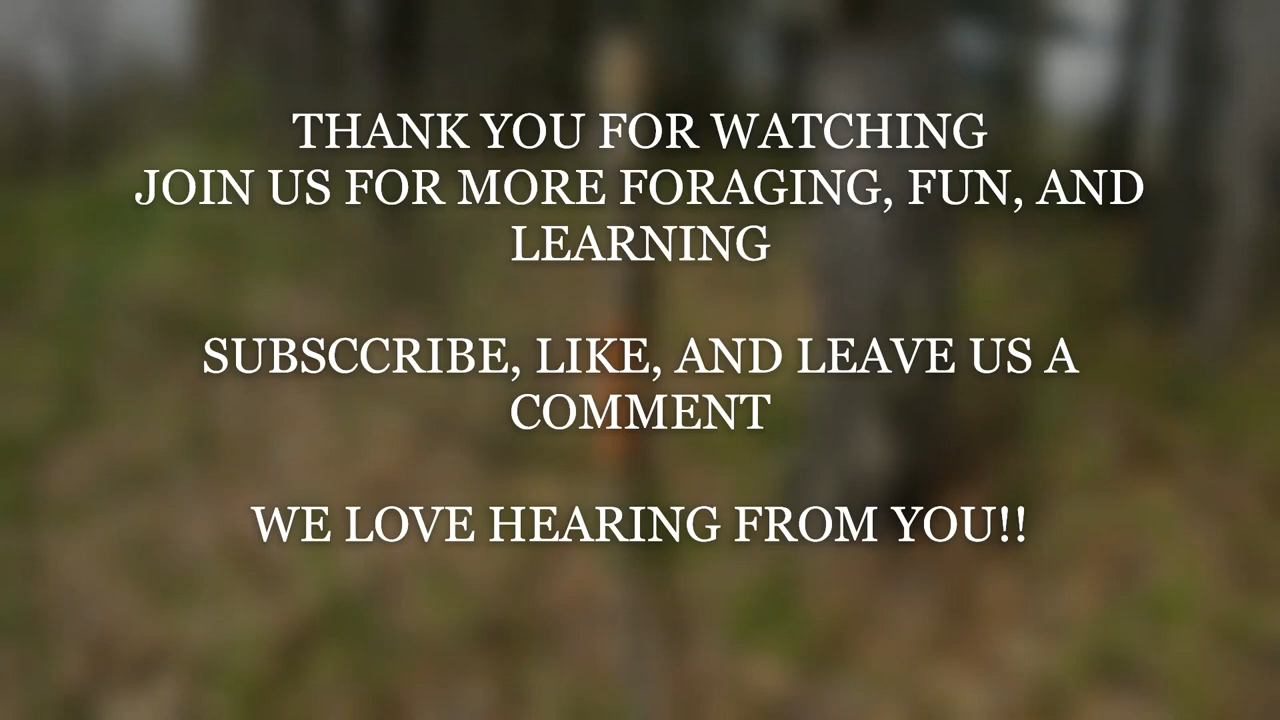 THANK YOU FOR WATCHING
JOIN US FOR MORE FORAGING, FUN, AND
LEARNING
SUBSCCRIBE, LIKE, AND LEAVE US A
COMMENT
WE LOVE HEARING FROM YOU!!